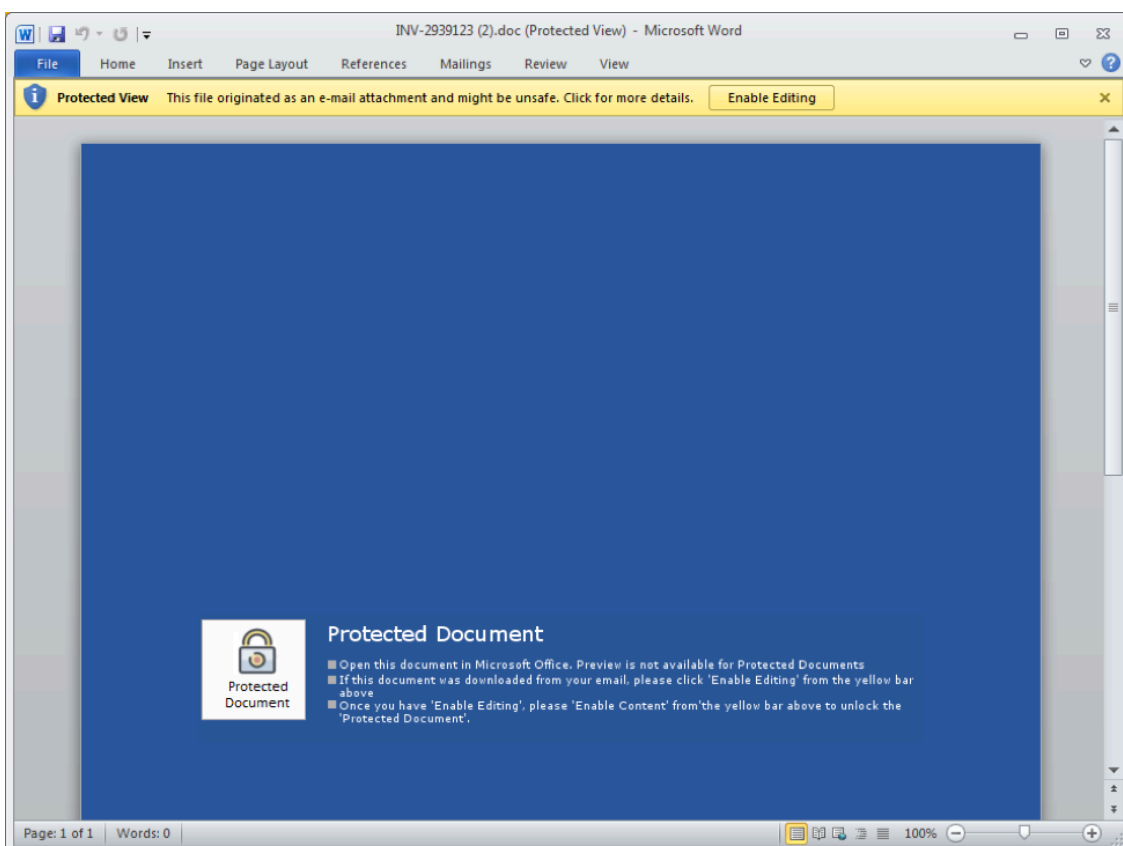 INV-2939123 (2).doc (Protected View) - Microsoft Word
File Home Insert Page Layout References Mailings Review View
Protected View This file originated as an e-mail attachment and might be unsafe. Click for more details. Enable Editing
Protected Document
Open this document in Microsoft Office. Preview is not available for Protected Documents
If this document was downloaded from your email, please click 'Enable Editing' from the yellow bar
above
Once you have 'Enable Editing', please 'Enable Content' from'the yellow bar above to unlock the
'Protected Document'.
Protected
Document
Page: 1 of 1 Words: 0 100%